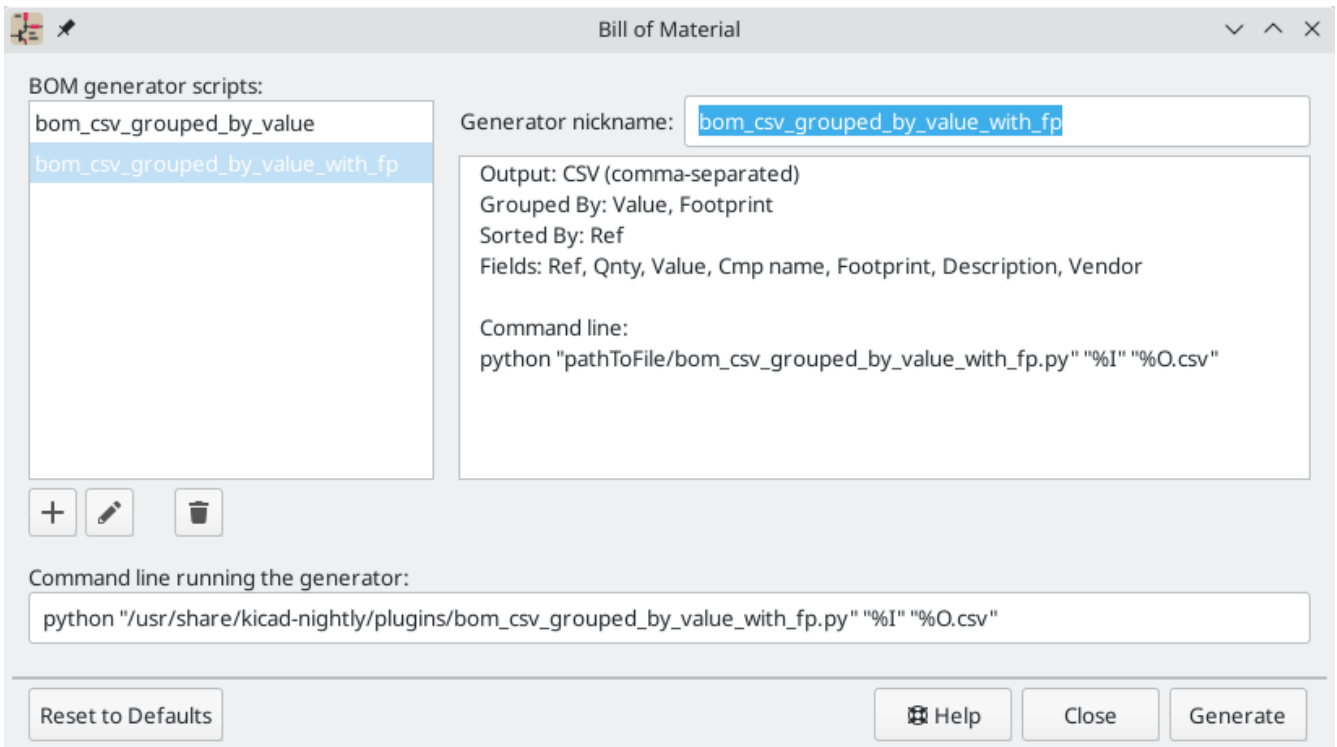 Bill of Material
BOM generator scripts:
bom_csv_grouped_by_value
bom_csv_grouped_by_value_with_fp
Generator nickname: bom_csv_grouped_by_value_with_fp
Output: CSV (comma-separated)
Grouped By: Value, Footprint
Sorted By: Ref
Fields: Ref, Qnty, Value, Cmp name, Footprint, Description, Vendor
Command line:
python "pathToFile/bom_csv_grouped_by_value_with_fp.py" "%I" "%O.csv"
Command line running the generator:
python "/usr/share/kicad-nightly/plugins/bom_csv_grouped_by_value_with_fp.py" "%I" "%O.csv"
Reset to Defaults
Help
Close
Generate